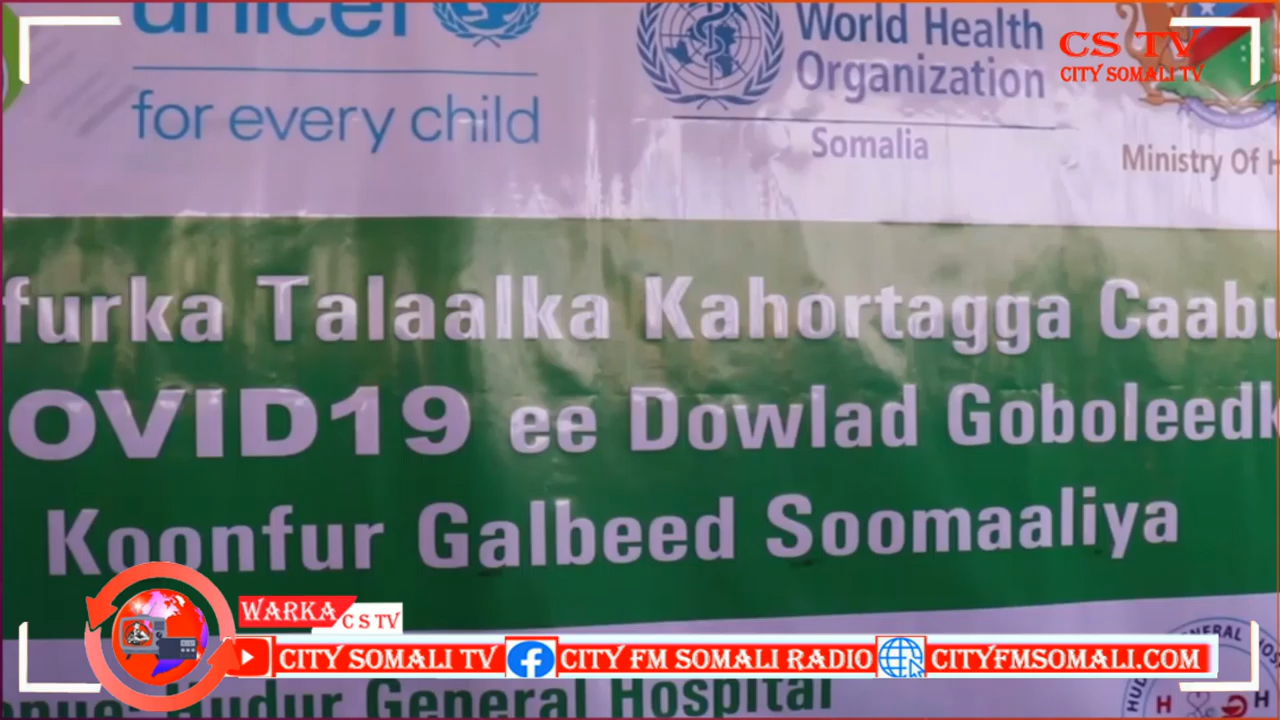 unicef
for every child
World Health
Organization
Somalia
Ministry Of H
CS TV
CITY SOMALI TV
furka Talaalka Kahortagga Caabu
OVID19 ee Dowlad Goboleedk
Koonfur Galbeed Soomaaliya
WARKA
CS TV
CITY SOMALI TV
CITY FM SOMALI RADIO
CITYFMSOMALI.COM
Hudur General Hospital
H H